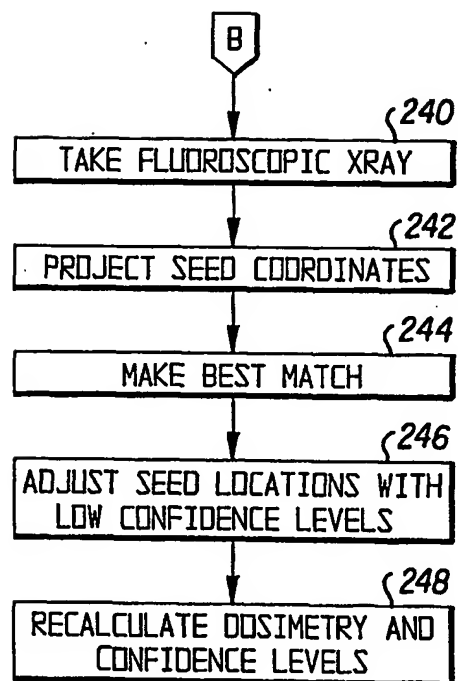 B
240
TAKE FLUOROSCOPIC XRAY
242
PROJECT SEED COORDINATES
244
MAKE BEST MATCH
246
ADJUST SEED LOCATIONS WITH
LOW CONFIDENCE LEVELS
248
RECALCULATE DOSIMETRY AND
CONFIDENCE LEVELS